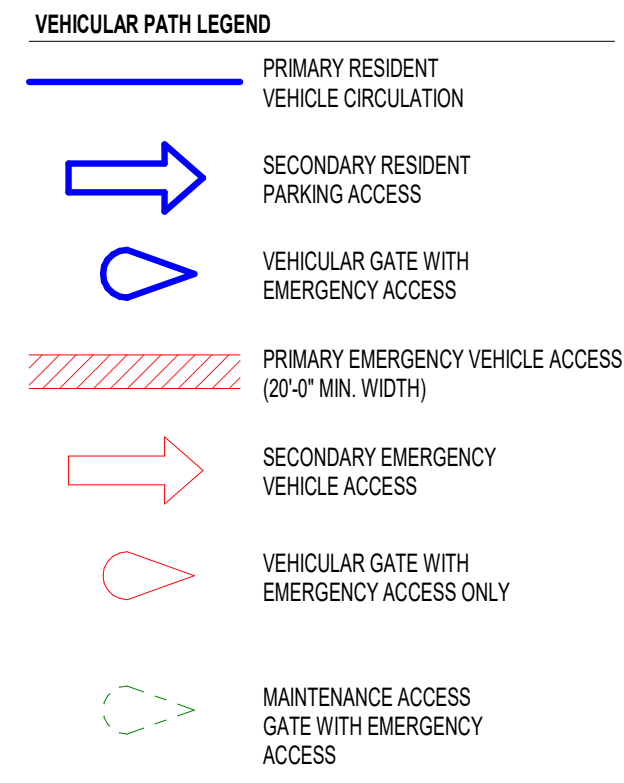 VEHICULAR PATH LEGEND
PRIMARY RESIDENT
VEHICLE CIRCULATION
SECONDARY RESIDENT
PARKING ACCESS
VEHICULAR GATE WITH
EMERGENCY ACCESS
PRIMARY EMERGENCY VEHICLE ACCESS
(20'-0" MIN. WIDTH)
SECONDARY EMERGENCY
VEHICLE ACCESS
VEHICULAR GATE WITH
EMERGENCY ACCESS ONLY
MAINTENANCE ACCESS
GATE WITH EMERGENCY
ACCESS